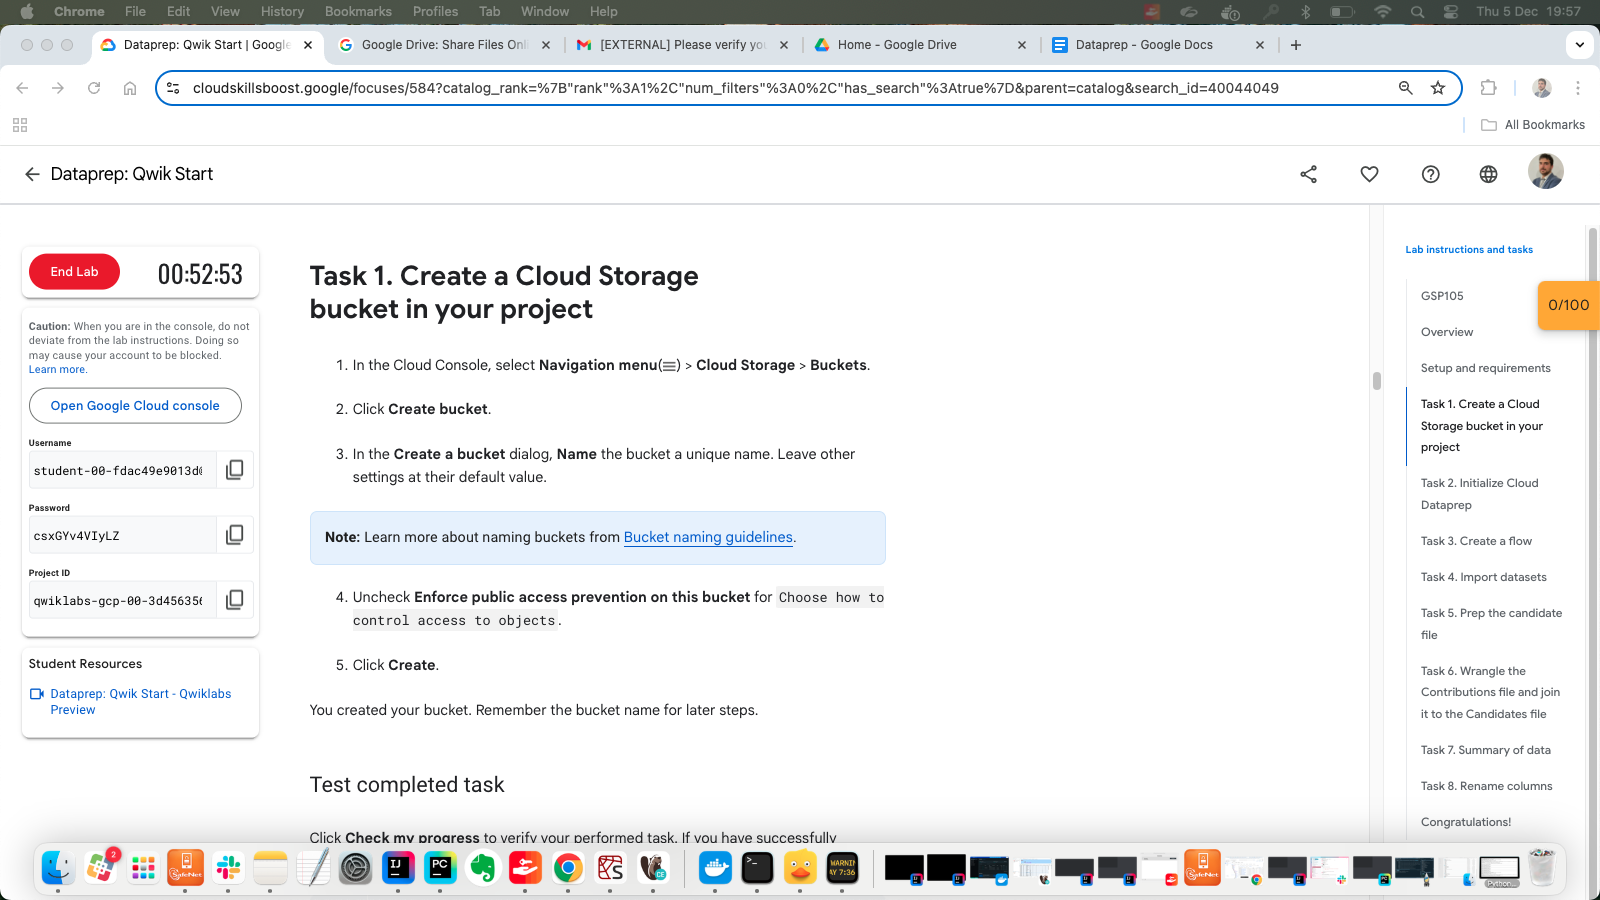 Chrome File Edit View History Bookmarks Profiles Tab Window Help Thu 5 Dec 19:57
Dataprep: Qwik Start | Google Google Drive: Share Files Onl [EXTERNAL] Please verify you Home - Google Drive Dataprep - Google Docs
cloudskillsboost.google/focuses/584?catalog_rank=%7B"rank"%3A1%2C"num_filters"%3A0%2C"has_search"%3Atrue%7D&parent=catalog&search_id=40044049
All Bookmarks
Dataprep: Qwik Start
End Lab 00:52:53
Caution: When you are in the console, do not
deviate from the lab instructions. Doing so
may cause your account to be blocked.
Learn more.
Open Google Cloud console
Username
student-00-fdac49e9013d
Password
csxGYv4VIyLZ
Project ID
qwiklabs-gcp-00-3d456356
Student Resources
Dataprep: Qwik Start - Qwiklabs
Preview
Task 1. Create a Cloud Storage
bucket in your project
1. In the Cloud Console, select Navigation menu(≡) > Cloud Storage > Buckets.
2. Click Create bucket.
3. In the Create a bucket dialog, Name the bucket a unique name. Leave other
settings at their default value.
Note: Learn more about naming buckets from Bucket naming guidelines.
4. Uncheck Enforce public access prevention on this bucket for Choose how to
control access to objects.
5. Click Create.
You created your bucket. Remember the bucket name for later steps.
Test completed task
Click Check my progress to verify your performed task. If you have successfully
Lab instructions and tasks
0/100
GSP105
Overview
Setup and requirements
Task 1. Create a Cloud
Storage bucket in your
project
Task 2. Initialize Cloud
Dataprep
Task 3. Create a flow
Task 4. Import datasets
Task 5. Prep the candidate
file
Task 6. Wrangle the
Contributions file and join
it to the Candidates file
Task 7. Summary of data
Task 8. Rename columns
Congratulations!
2
IJ
PC
CE
WARNIN
AY 7:36
SafeNet
Python